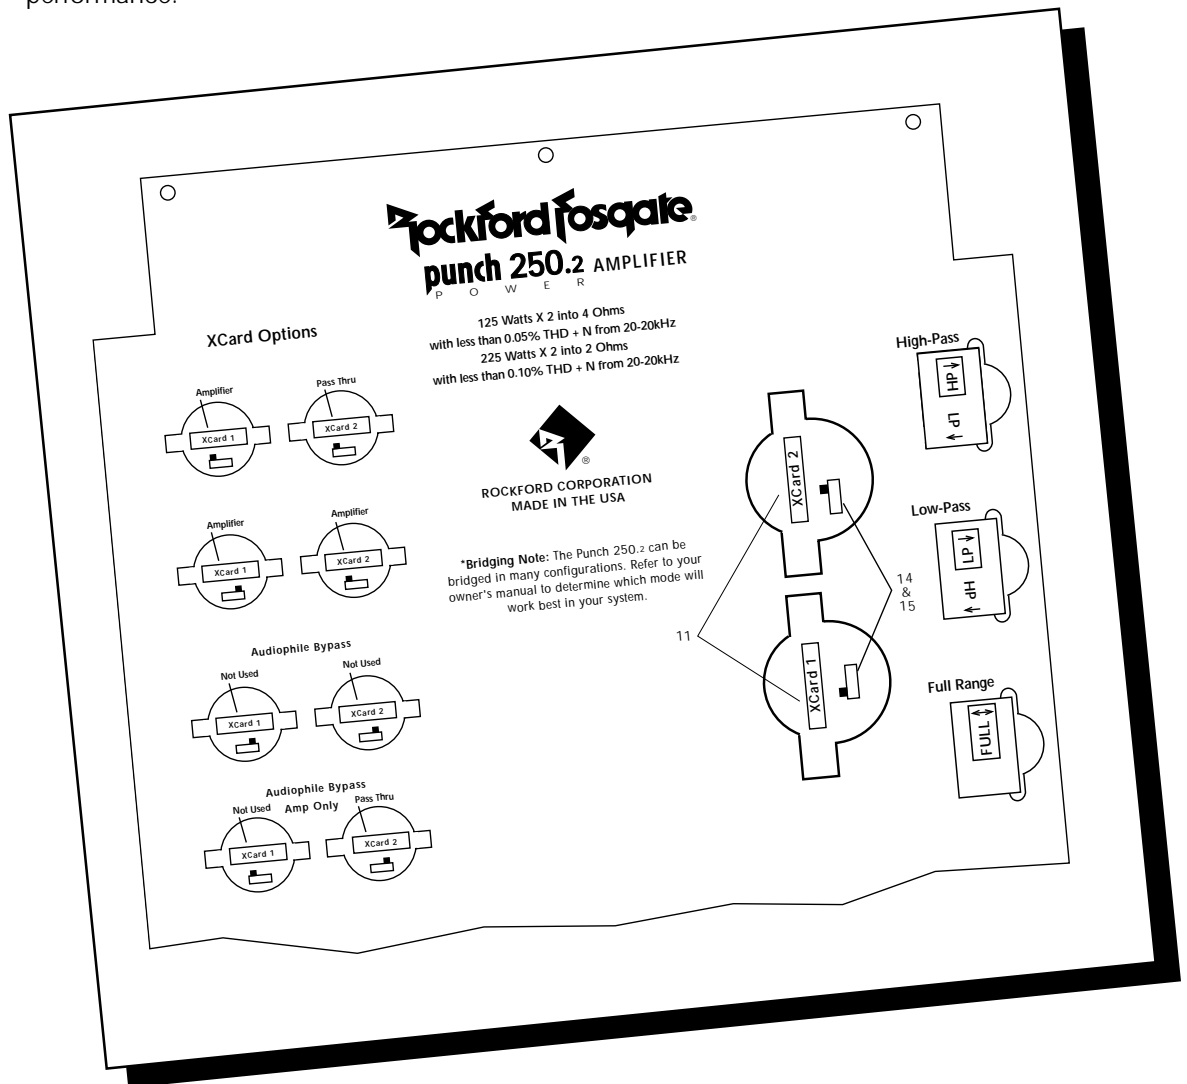 performance.
Rockford Fosgate®
punch 250.2 AMPLIFIER
POWER
125 Watts X 2 into 4 Ohms
with less than 0.05% THD + N from 20-20kHz
225 Watts X 2 into 2 Ohms
with less than 0.10% THD + N from 20-20kHz
®
ROCKFORD CORPORATION
MADE IN THE USA
*Bridging Note: The Punch 250.2 can be
bridged in many configurations. Refer to your
owner's manual to determine which mode will
work best in your system.
XCard Options
Amplifier
XCard 1
Pass Thru
XCard 2
Amplifier
XCard 1
Amplifier
XCard 2
Audiophile Bypass
Not Used
XCard 1
Not Used
XCard 2
Audiophile Bypass
Amp Only
Not Used
XCard 1
Pass Thru
XCard 2
XCard 2
XCard 1
11
14
&
15
High-Pass
HP
LP
Low-Pass
LP
HP
Full Range
FULL